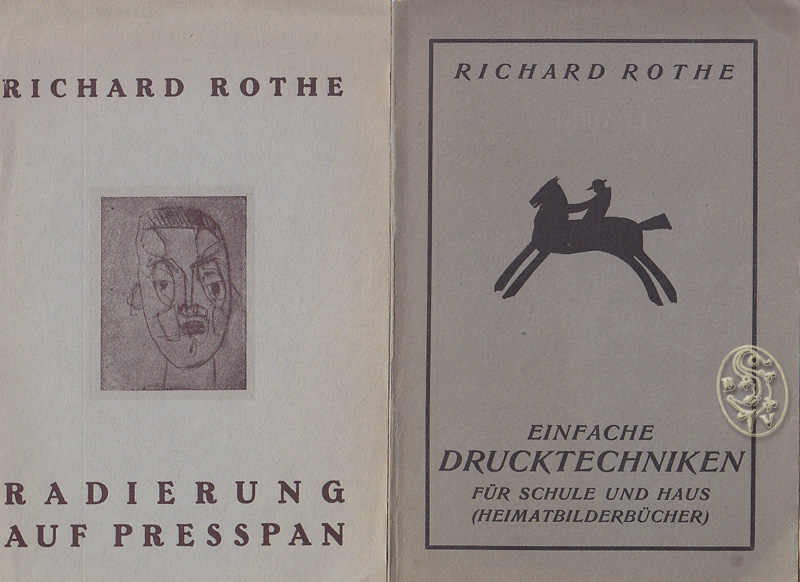 RICHARD ROTHE
RADIERUNG
AUF PRESSPAN
RICHARD ROTHE
EINFACHE
DRUCKTECHNIKEN
FÜR SCHULE UND HAUS
(HEIMATBILDERBÜCHER)